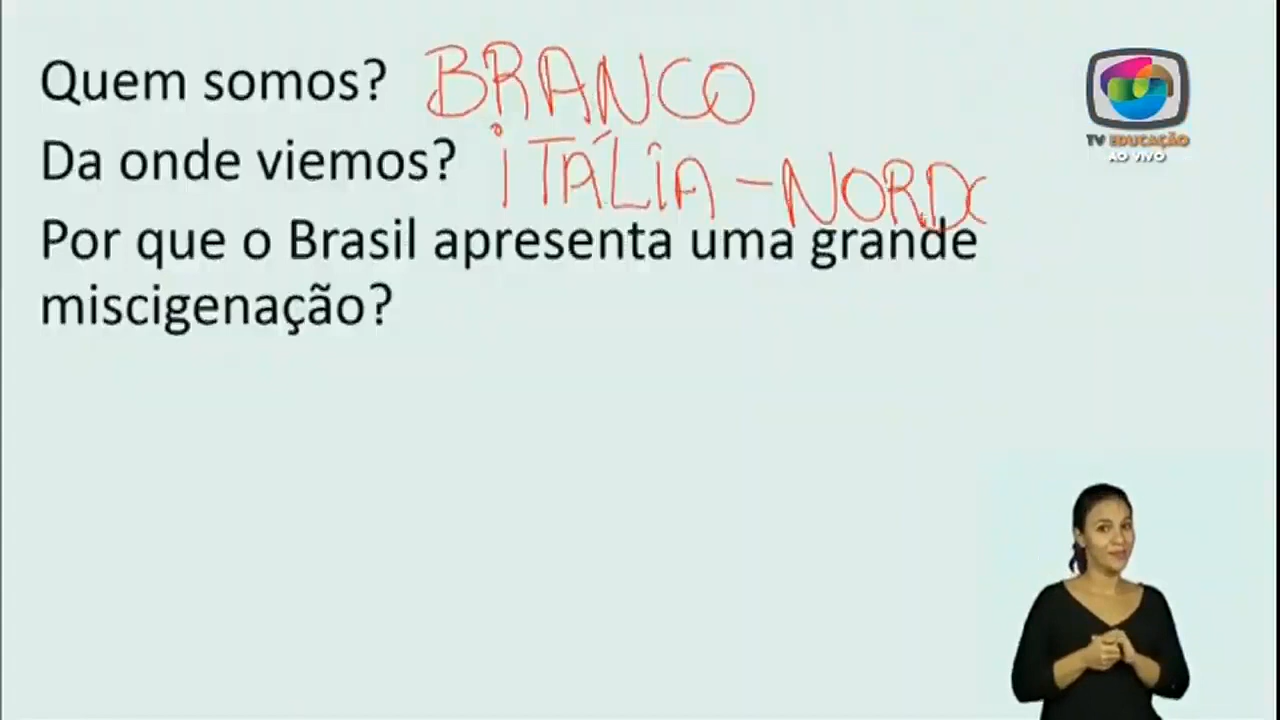 Quem somos? BRANCO
Da onde viemos? ITÁLIA - NORD
Por que o Brasil apresenta uma grande
miscigenação?
TV EDUCAÇÃO
AO VIVO